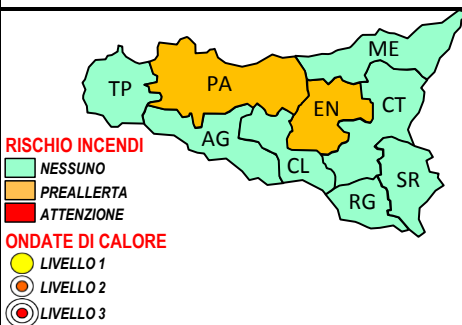 ME
TP
PA
EN
CT
AG
CL
SR
RG
RISCHIO INCENDI
NESSUNO
PREALLERTA
ATTENZIONE
ONDATE DI CALORE
LIVELLO 1
LIVELLO 2
LIVELLO 3